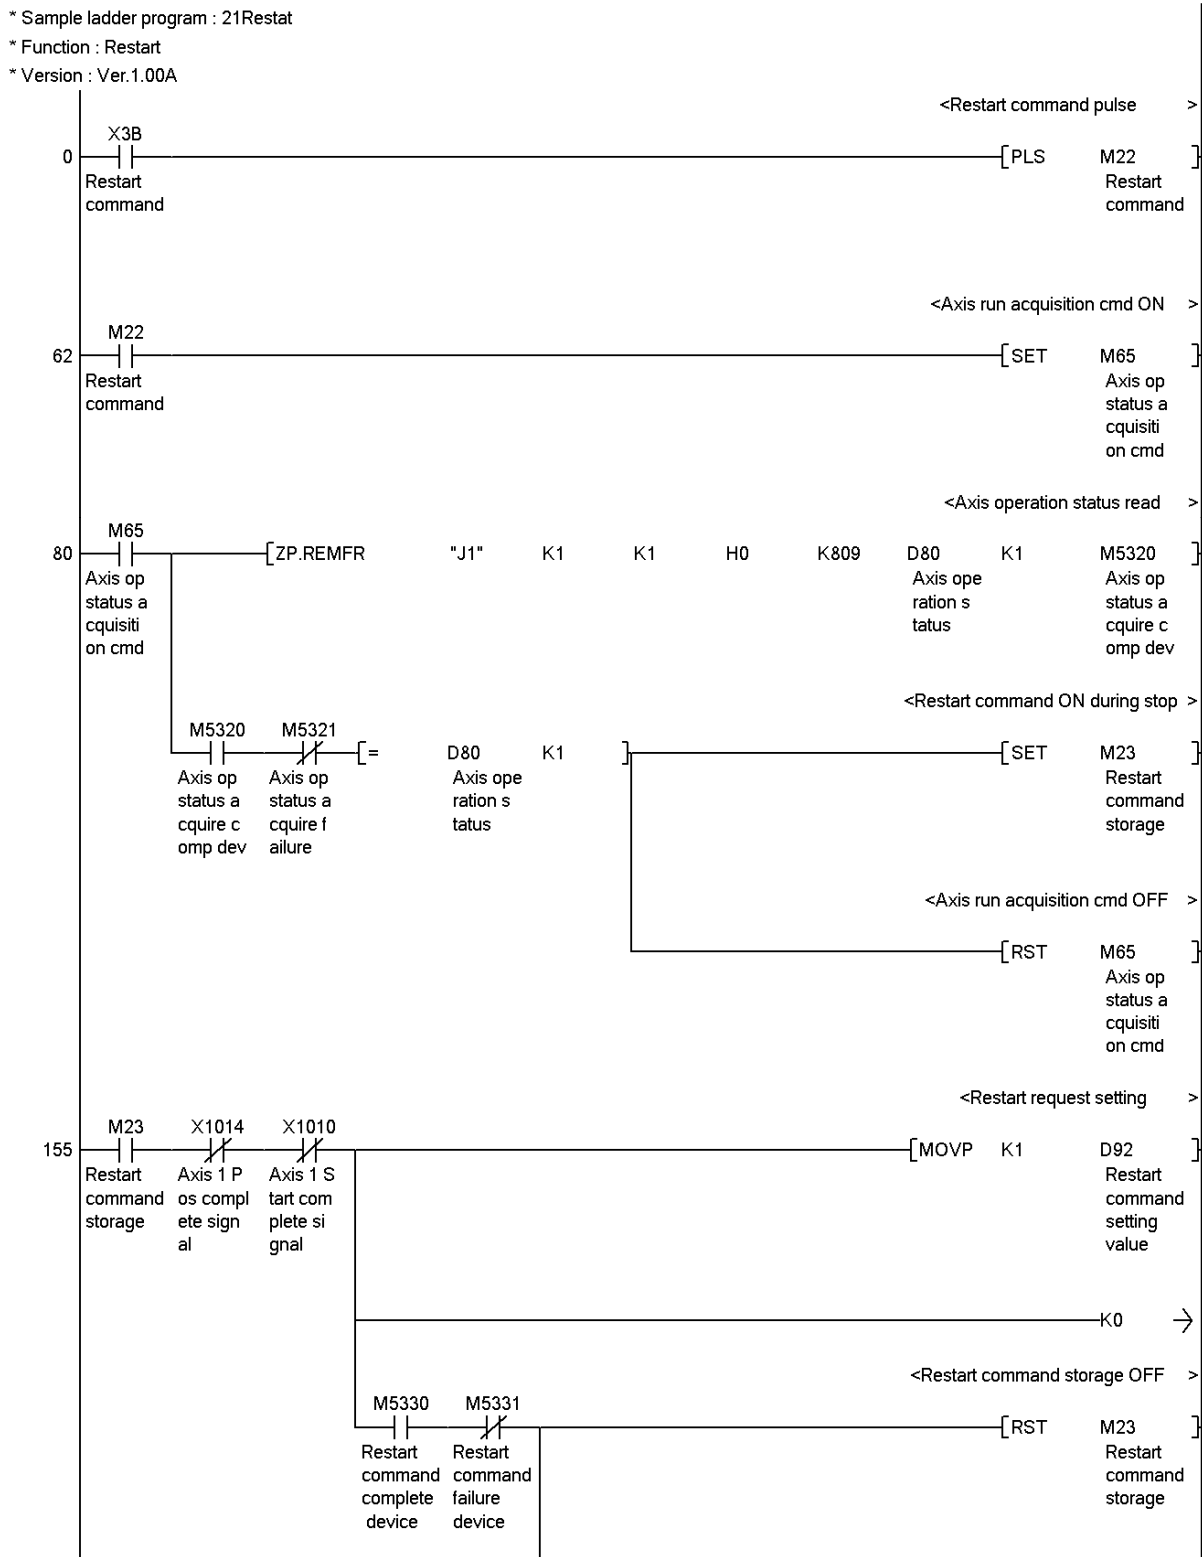 * Sample ladder program : 21Restat
* Function : Restart
* Version : Ver.1.00A
<Restart command pulse >
X3B
0 [PLS M22 ]
Restart Restart
command command
<Axis run acquisition cmd ON >
M22
62 [SET M65 ]
Restart Axis op
command status a
cquisiti
on cmd
<Axis operation status read >
M65
80 [ZP.REMFR "J1" K1 K1 H0 K809 D80 K1 M5320 ]
Axis op Axis ope Axis op
status a ration s status a
cquisiti tatus cquire c
on cmd omp dev
<Restart command ON during stop >
M5320 M5321
[= D80 K1 ] [SET M23 ]
Axis op Axis op Axis ope Restart
status a status a ration s command
cquire c cquire f tatus storage
omp dev ailure
<Axis run acquisition cmd OFF >
[RST M65 ]
Axis op
status a
cquisiti
on cmd
<Restart request setting >
M23 X1014 X1010
155 [MOVP K1 D92 ]
Restart Axis 1 P Axis 1 S Restart
command os compl tart com command
storage ete sign plete si setting
al gnal value
K0
<Restart command storage OFF >
M5330 M5331
[RST M23 ]
Restart Restart Restart
command command command
complete failure storage
device device